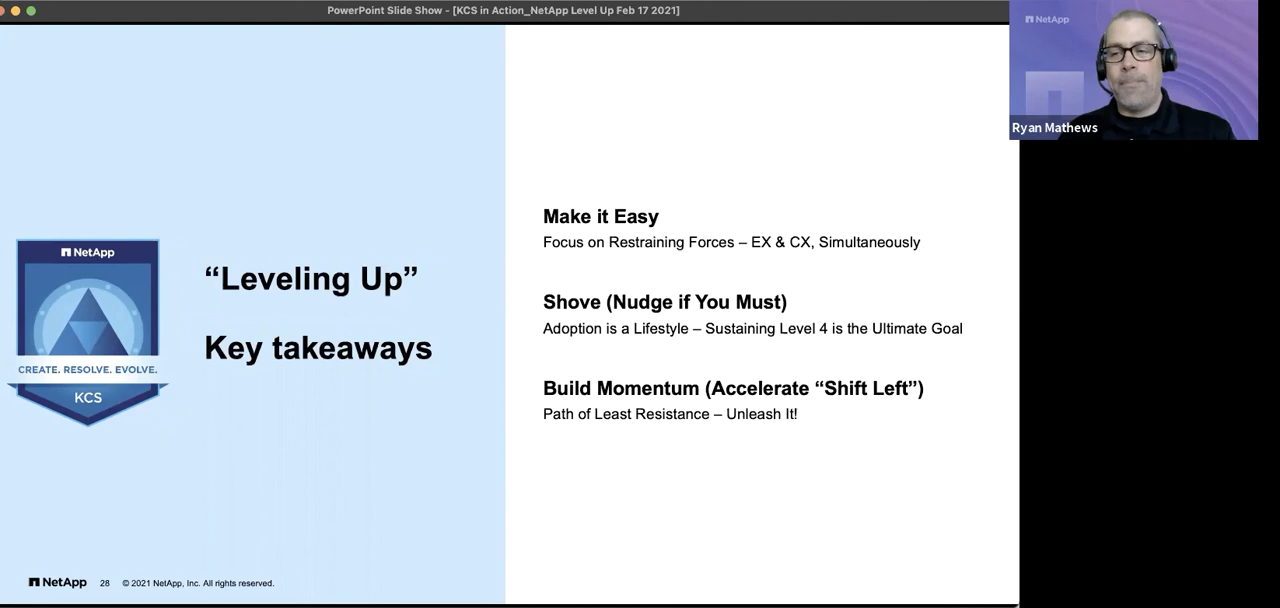 PowerPoint Slide Show - [KCS in Action_NetApp Level Up Feb 17 2021]
NetApp
Ryan Mathews
NetApp
CREATE. RESOLVE. EVOLVE.
KCS
“Leveling Up”
Key takeaways
Make it Easy
Focus on Restraining Forces – EX & CX, Simultaneously
Shove (Nudge if You Must)
Adoption is a Lifestyle – Sustaining Level 4 is the Ultimate Goal
Build Momentum (Accelerate “Shift Left”)
Path of Least Resistance – Unleash It!
NetApp 28 © 2021 NetApp, Inc. All rights reserved.